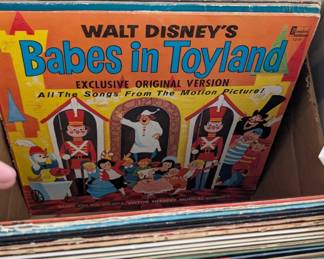 WALT DISNEY'S
Babes in Toyland
EXCLUSIVE ORIGINAL VERSION
All The Songs From The Motion Picture!